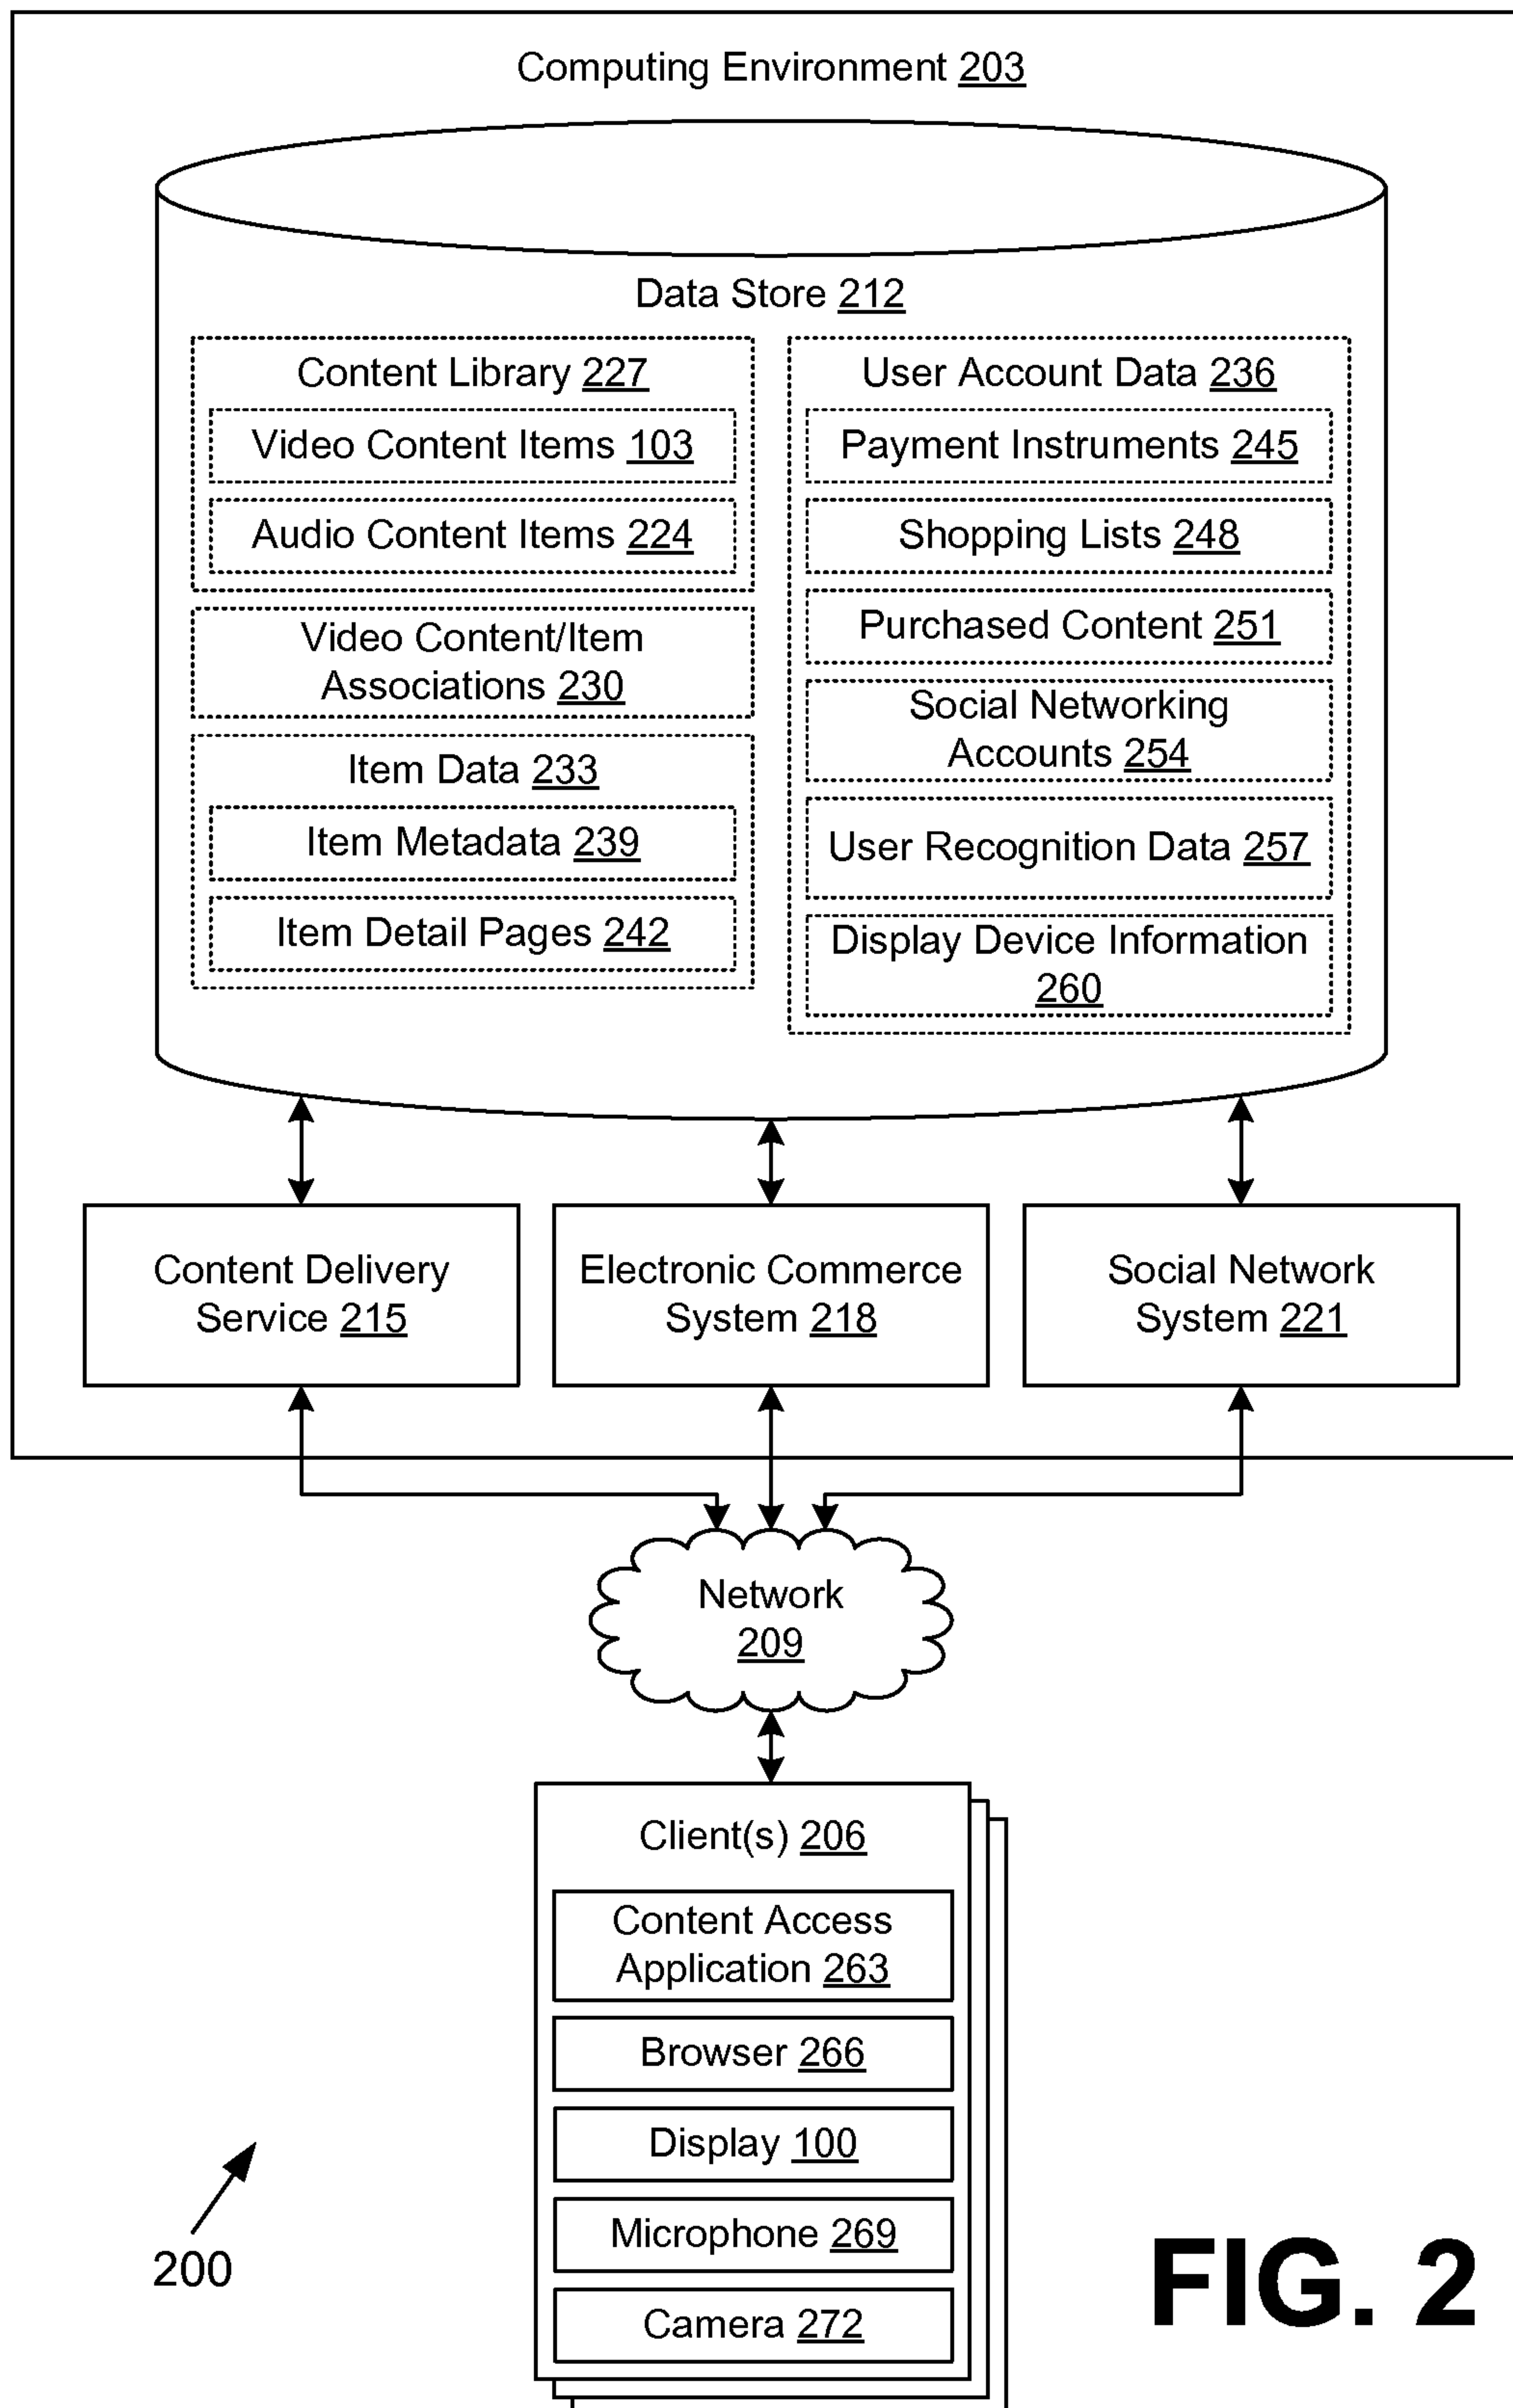 Computing Environment 203
Data Store 212
Content Library 227
Video Content Items 103
Audio Content Items 224
Video Content/Item
Associations 230
Item Data 233
Item Metadata 239
Item Detail Pages 242
User Account Data 236
Payment Instruments 245
Shopping Lists 248
Purchased Content 251
Social Networking
Accounts 254
User Recognition Data 257
Display Device Information
260
Content Delivery
Service 215
Electronic Commerce
System 218
Social Network
System 221
Network
209
Client(s) 206
Content Access
Application 263
Browser 266
Display 100
Microphone 269
Camera 272
200
FIG. 2